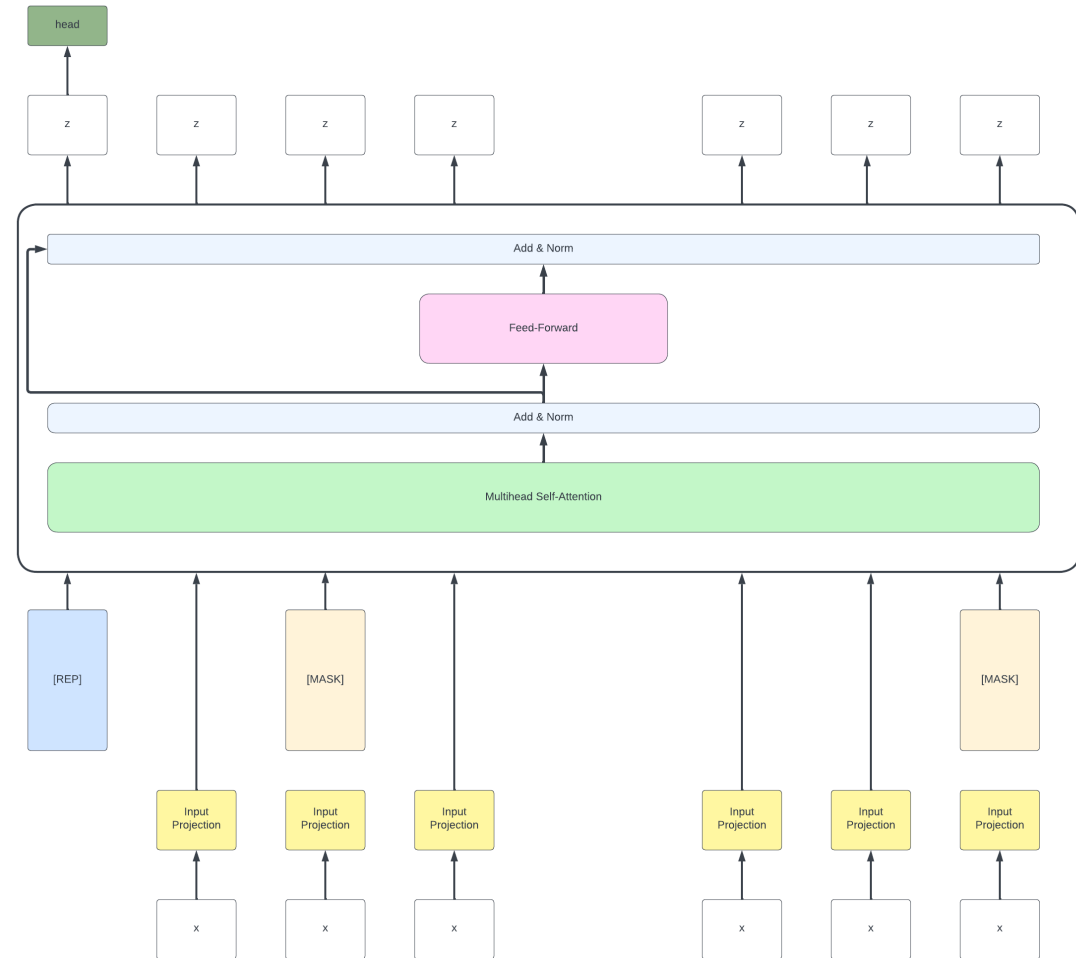 head
z
z
z
z
z
z
z
Add & Norm
Feed-Forward
Add & Norm
Multihead Self-Attention
[REP]
[MASK]
[MASK]
Input
Projection
Input
Projection
Input
Projection
Input
Projection
Input
Projection
Input
Projection
x
x
x
x
x
x